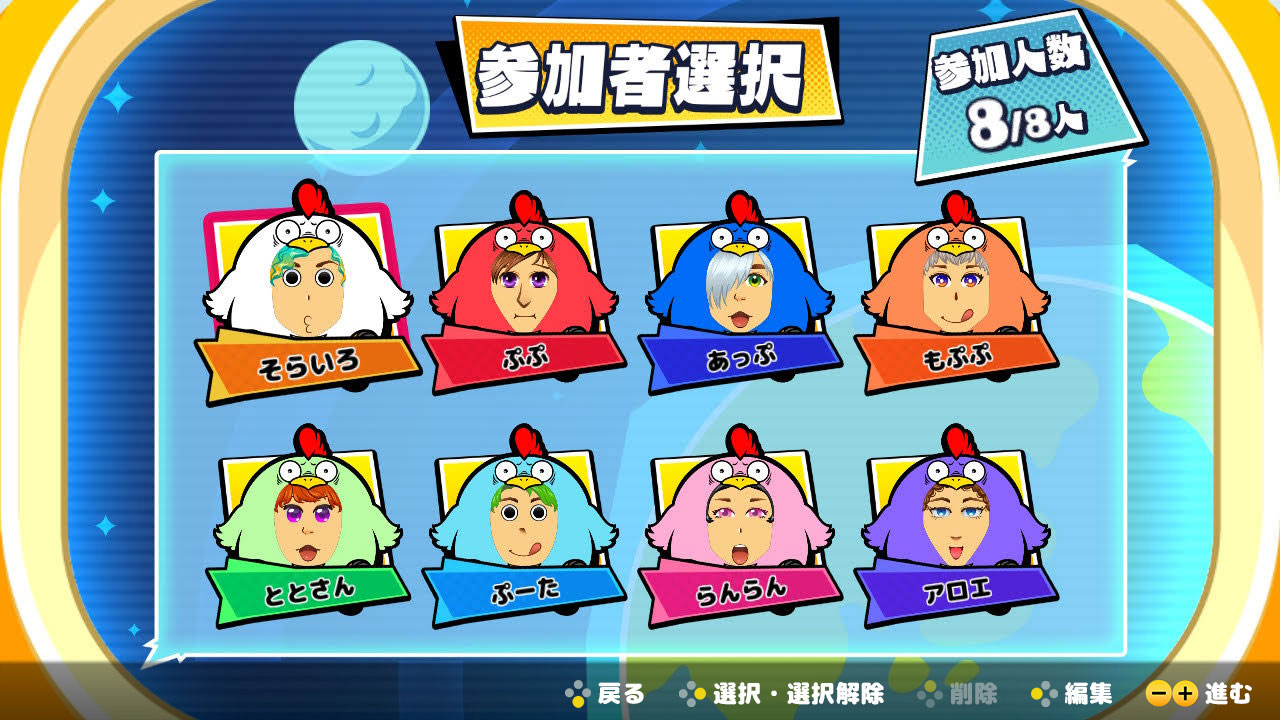 参加者選択
参加人数
8/8人
そらいろ
ぷぷ
あっぷ
もぷぷ
ととさん
ぷーた
らんらん
アロエ
戻る 選択・選択解除 削除 編集 −+進む